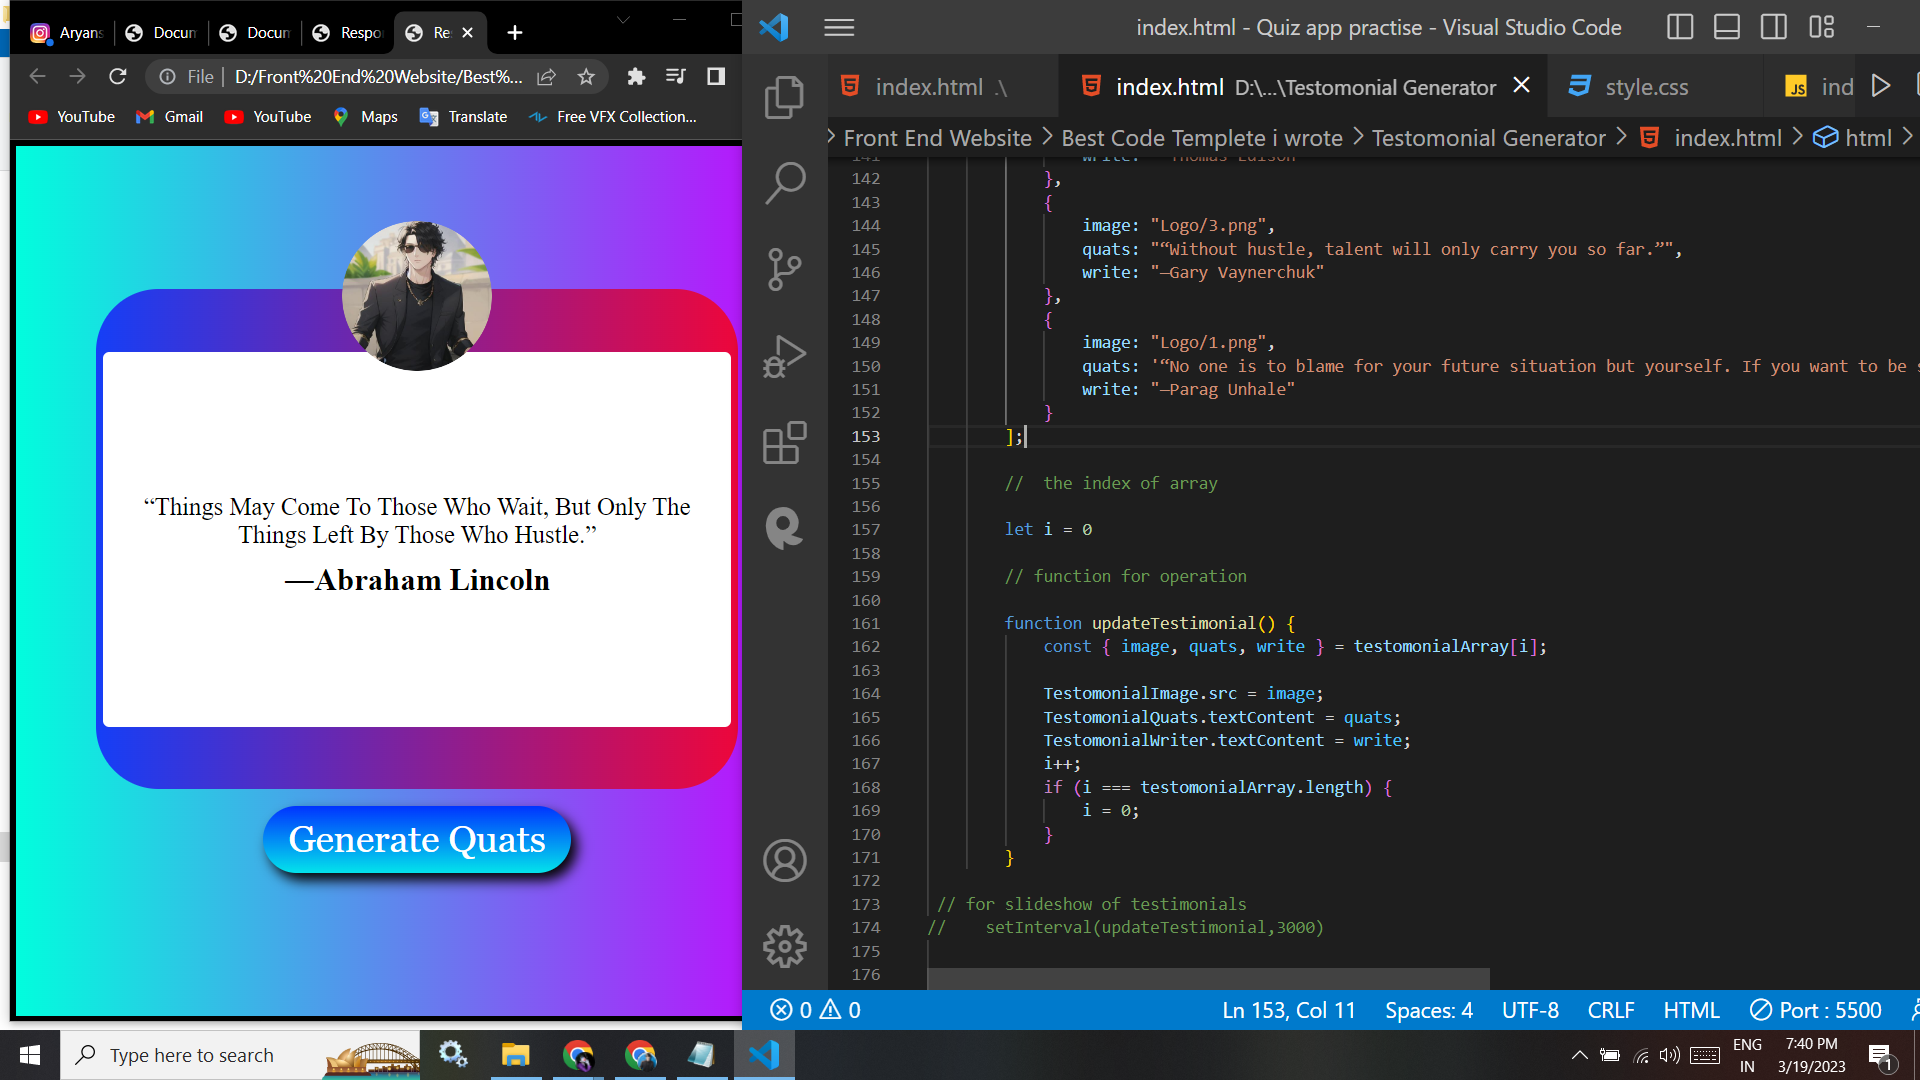 Aryans
Docum
Docum
Respo
Re
File
D:/Front%20End%20Website/Best%...
YouTube
Gmail
YouTube
Maps
Translate
Free VFX Collection...
“Things May Come To Those Who Wait, But Only The
Things Left By Those Who Hustle.”
—Abraham Lincoln
Generate Quats
index.html - Quiz app practise - Visual Studio Code
index.html .\
index.html D:\...\Testomonial Generator
style.css
JS ind
Front End Website > Best Code Templete i wrote > Testomonial Generator > index.html > html >
141 write: "—Thomas Edison"
142 },
143 {
144 image: "Logo/3.png",
145 quats: "“Without hustle, talent will only carry you so far.”",
146 write: "—Gary Vaynerchuk"
147 },
148 {
149 image: "Logo/1.png",
150 quats: '“No one is to blame for your future situation but yourself. If you want to be s
151 write: "—Parag Unhale"
152 }
153 ];
154
155 //  the index of array
156
157 let i = 0
158
159 // function for operation
160
161 function updateTestimonial() {
162 const { image, quats, write } = testomonialArray[i];
163
164 TestomonialImage.src = image;
165 TestomonialQuats.textContent = quats;
166 TestomonialWriter.textContent = write;
167 i++;
168 if (i === testomonialArray.length) {
169 i = 0;
170 }
171 }
172
173 // for slideshow of testimonials
174 //    setInterval(updateTestimonial,3000)
175
176
0 0
Ln 153, Col 11
Spaces: 4
UTF-8
CRLF
HTML
Port : 5500
Type here to search
ENG
IN
7:40 PM
3/19/2023
1